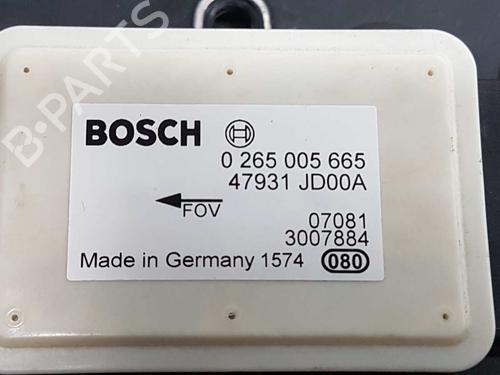 B-PARTS
BOSCH
0 265 005 665
47931 JD00A
FOV
07081
3007884
Made in Germany 1574 080